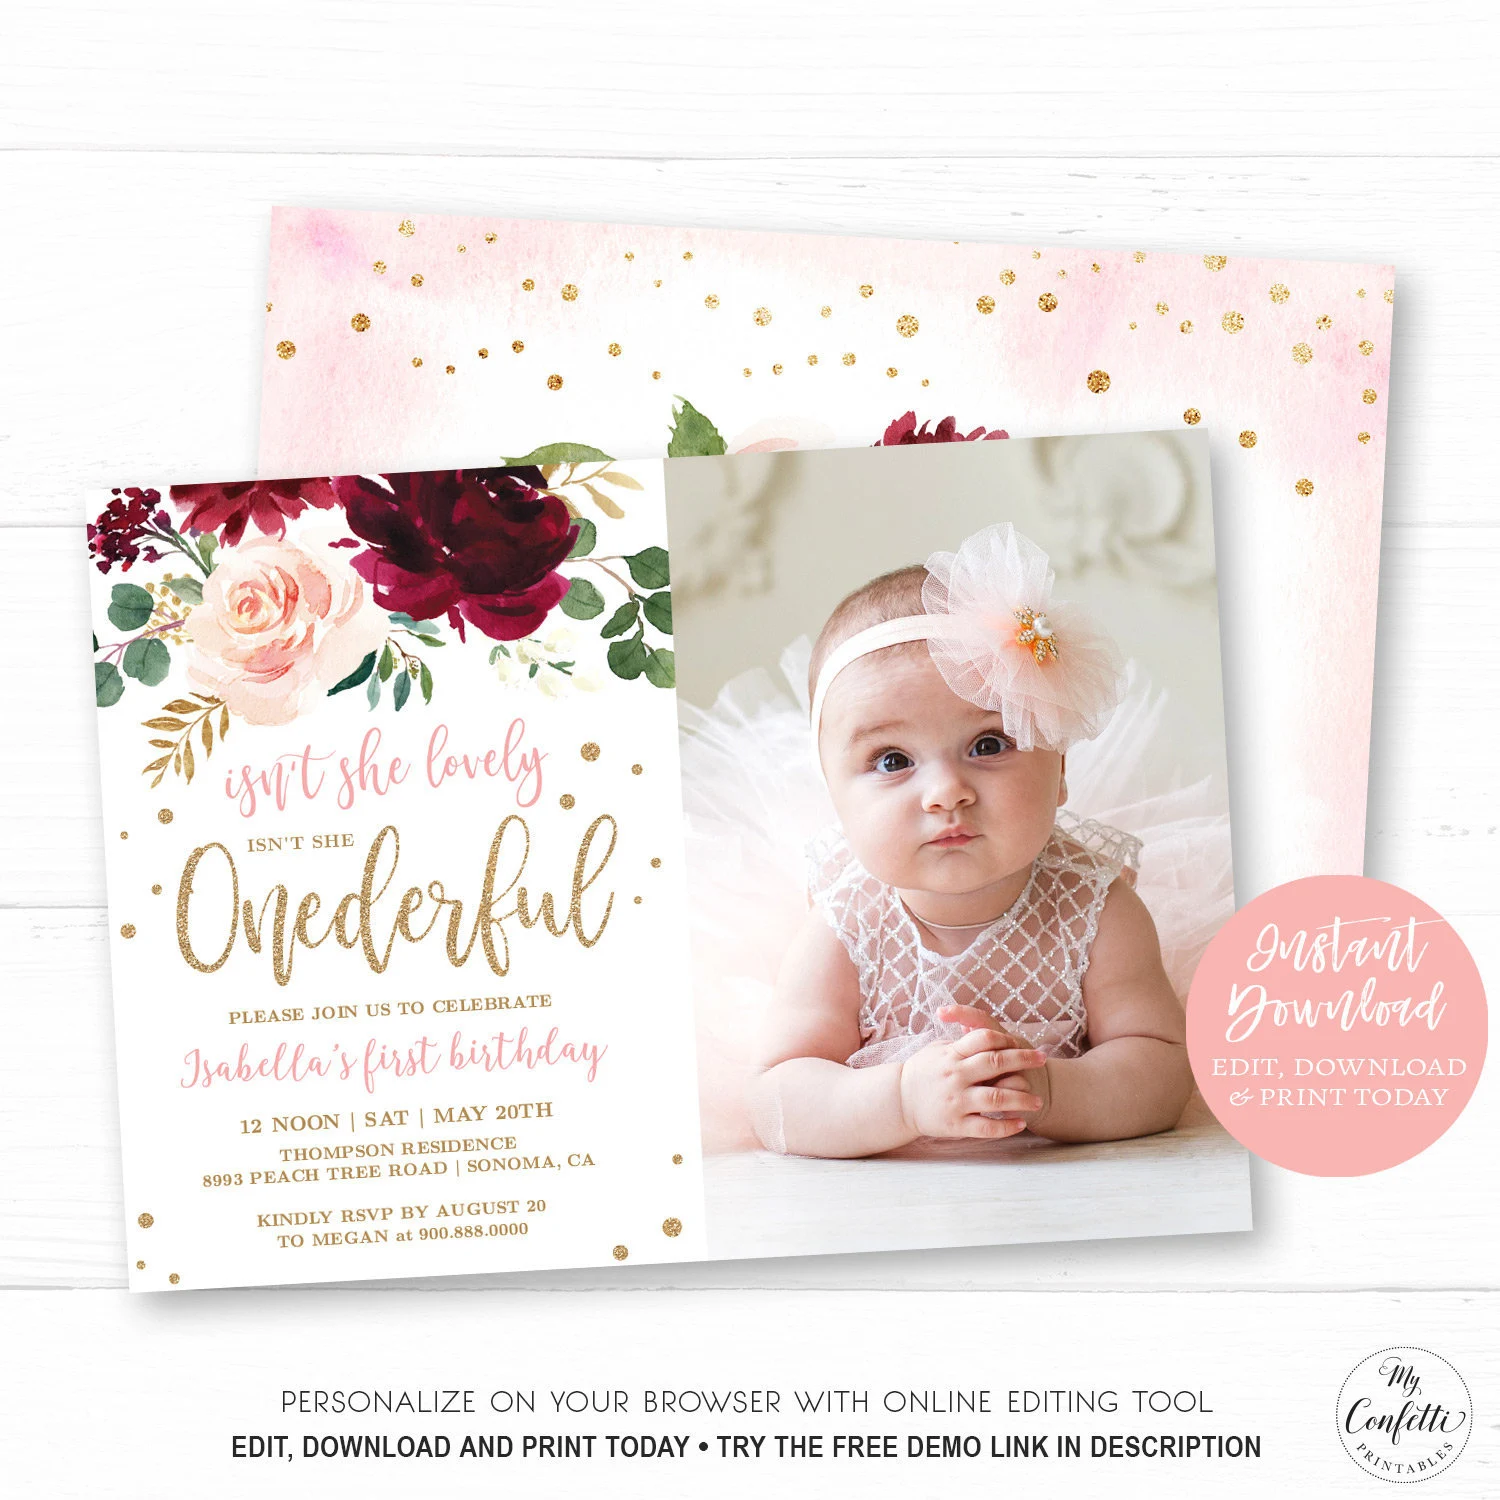 isn't she lovely
ISN'T SHE
Onederful
PLEASE JOIN US TO CELEBRATE
Isabella's first birthday
12 NOON | SAT | MAY 20TH
THOMPSON RESIDENCE
8993 PEACH TREE ROAD | SONOMA, CA
KINDLY RSVP BY AUGUST 20
TO MEGAN at 900.888.0000
Instant
Download
EDIT, DOWNLOAD
& PRINT TODAY
PERSONALIZE ON YOUR BROWSER WITH ONLINE EDITING TOOL
EDIT, DOWNLOAD AND PRINT TODAY • TRY THE FREE DEMO LINK IN DESCRIPTION
My
Confetti
PRINTABLES